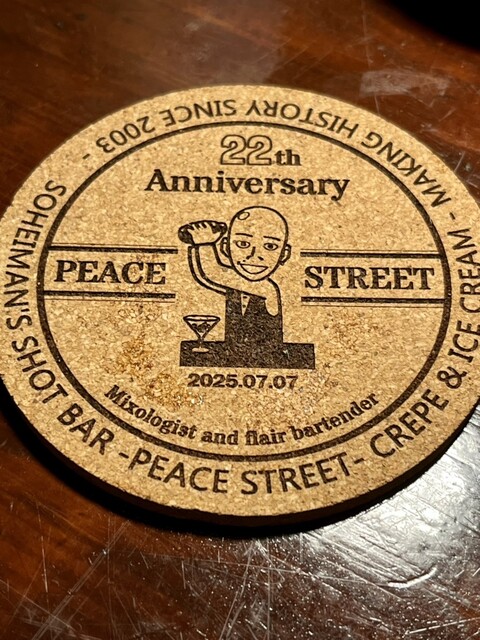 22th
Anniversary
PEACE STREET
2025.07.07
Mixologist and flair bartender
SOHEIMAN'S SHOT BAR -PEACE STREET- CREPE & ICE CREAM - MAKING HISTORY SINCE 2003 -